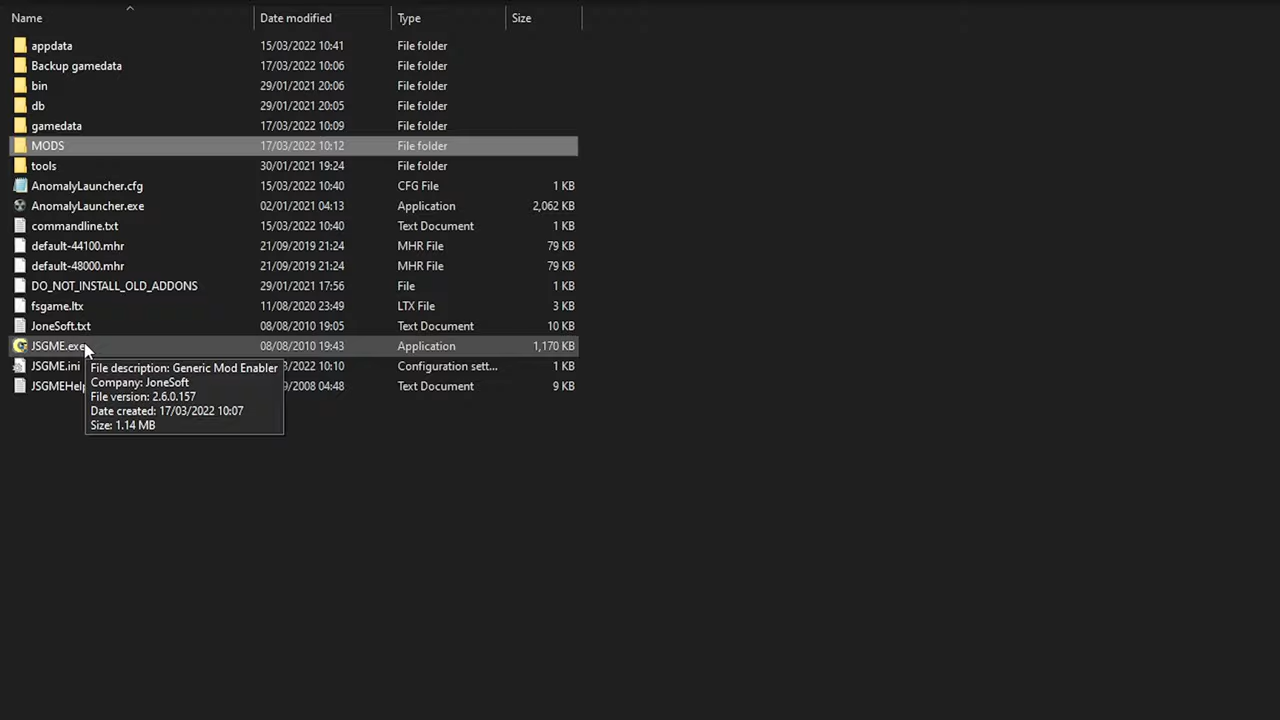 Name Date modified Type Size
appdata 15/03/2022 10:41 File folder
Backup gamedata 17/03/2022 10:06 File folder
bin 29/01/2021 20:06 File folder
db 29/01/2021 20:05 File folder
gamedata 17/03/2022 10:09 File folder
MODS 17/03/2022 10:12 File folder
tools 30/01/2021 19:24 File folder
AnomalyLauncher.cfg 15/03/2022 10:40 CFG File 1 KB
AnomalyLauncher.exe 02/01/2021 04:13 Application 2,062 KB
commandline.txt 15/03/2022 10:40 Text Document 1 KB
default-44100.mhr 21/09/2019 21:24 MHR File 79 KB
default-48000.mhr 21/09/2019 21:24 MHR File 79 KB
DO_NOT_INSTALL_OLD_ADDONS 29/01/2021 17:56 File 1 KB
fsgame.ltx 11/08/2020 23:49 LTX File 3 KB
JoneSoft.txt 08/08/2010 19:05 Text Document 10 KB
JSGME.exe 08/08/2010 19:43 Application 1,170 KB
JSGME.ini 3/2022 10:10 Configuration sett... 1 KB
JSGMEHelp 9/2008 04:48 Text Document 9 KB
File description: Generic Mod Enabler
Company: JoneSoft
File version: 2.6.0.157
Date created: 17/03/2022 10:07
Size: 1.14 MB